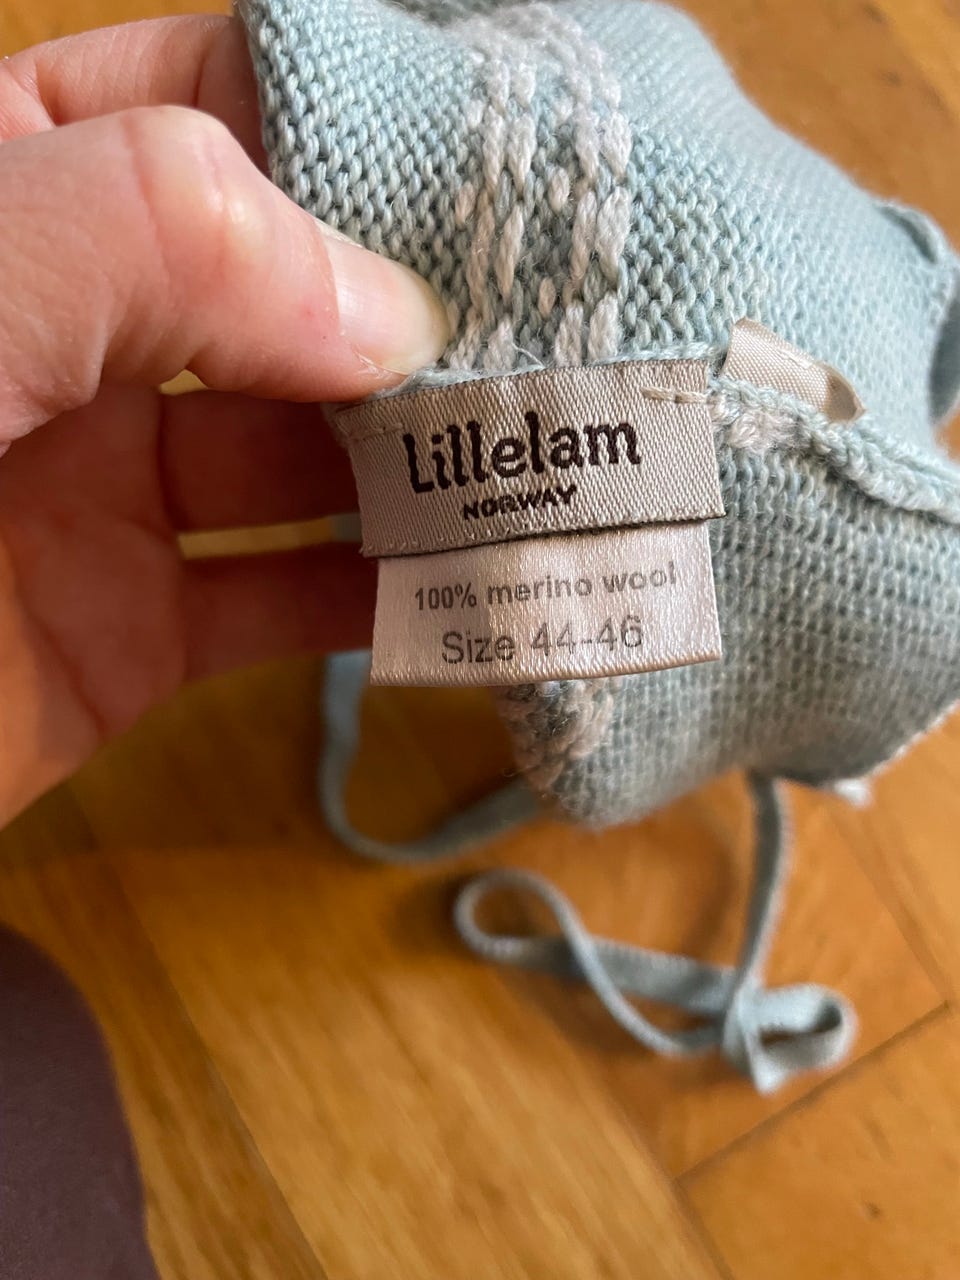 Lillelam
NORWAY
100% merino wool
Size 44-46